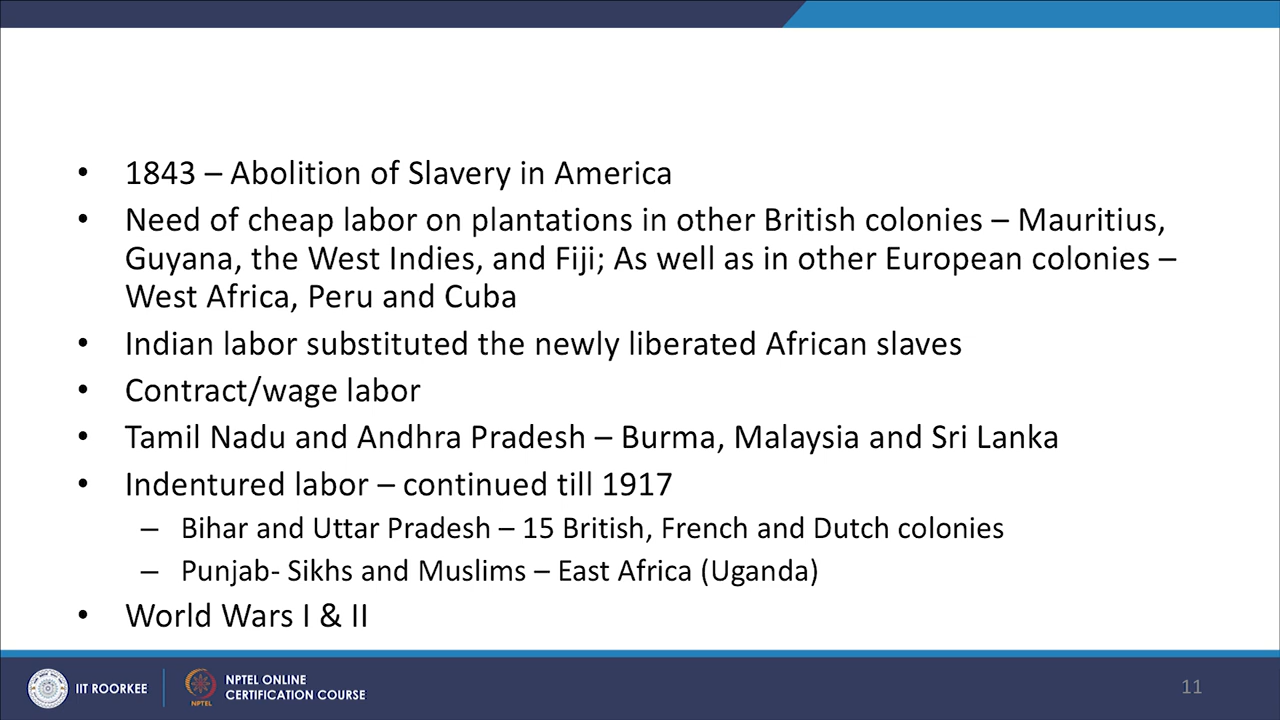 • 1843 – Abolition of Slavery in America
• Need of cheap labor on plantations in other British colonies – Mauritius,
Guyana, the West Indies, and Fiji; As well as in other European colonies –
West Africa, Peru and Cuba
• Indian labor substituted the newly liberated African slaves
• Contract/wage labor
• Tamil Nadu and Andhra Pradesh – Burma, Malaysia and Sri Lanka
• Indentured labor – continued till 1917
– Bihar and Uttar Pradesh – 15 British, French and Dutch colonies
– Punjab- Sikhs and Muslims – East Africa (Uganda)
• World Wars I & II
IIT ROORKEE
NPTEL
NPTEL ONLINE
CERTIFICATION COURSE
11